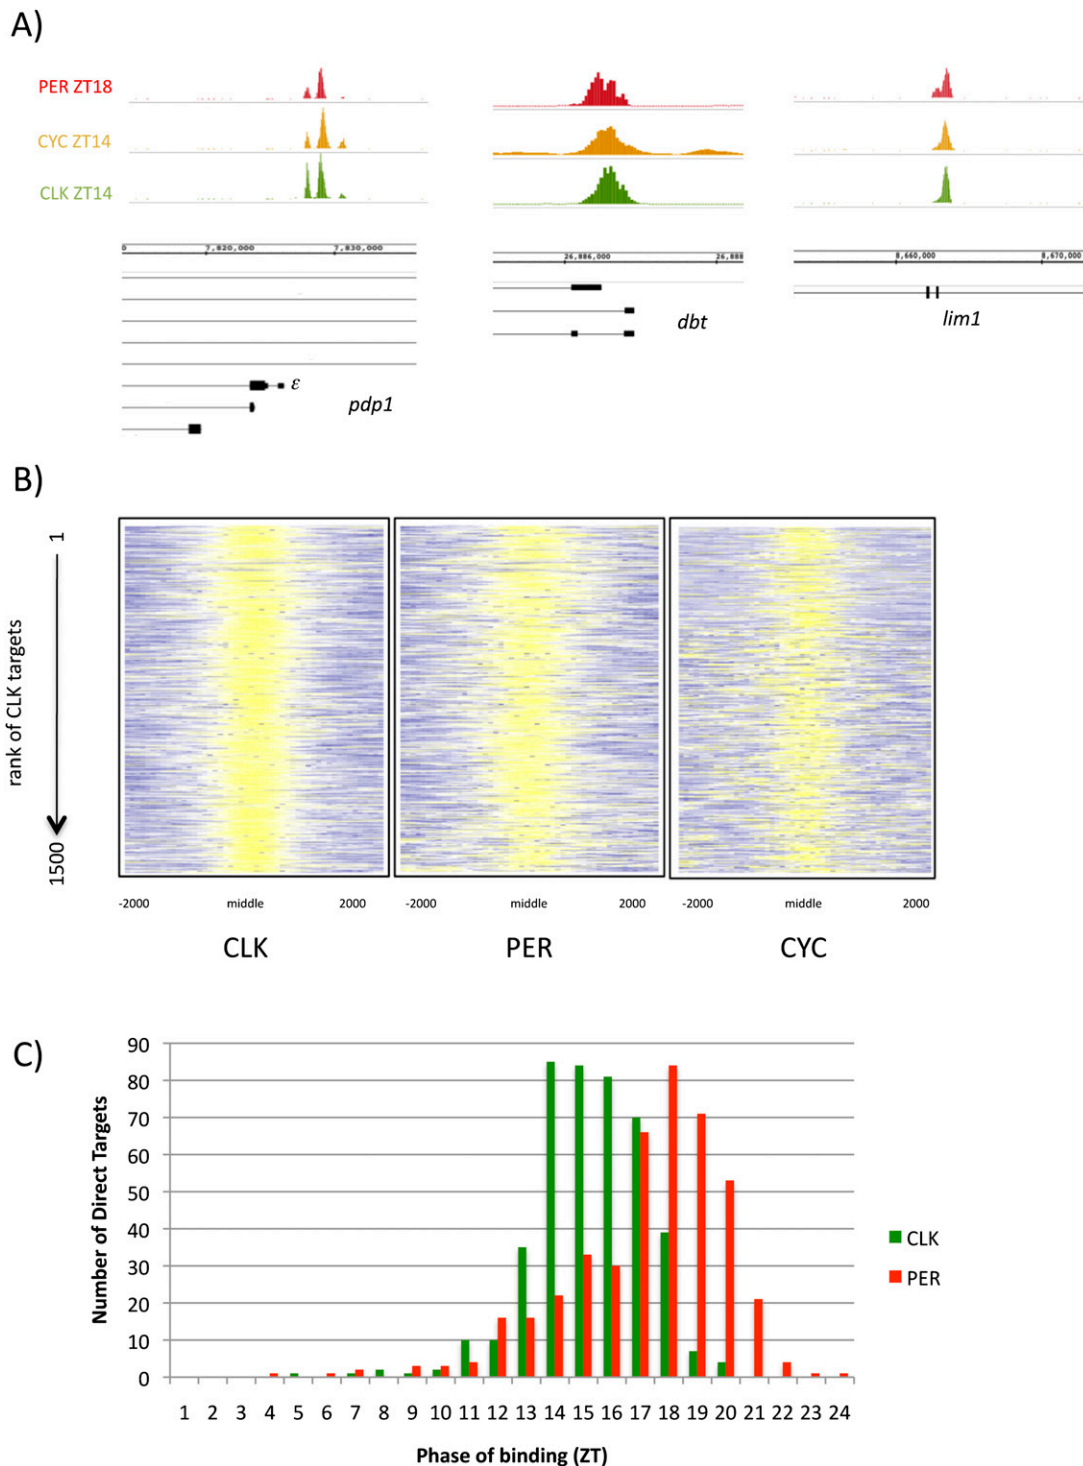 A)
PER ZT18
CYC ZT14
CLK ZT14
0 7,820,000 7,830,000
26,886,000 26,888
8,660,000 8,670,000
ε
pdp1
dbt
lim1
B)
rank of CLK targets
1
1500
-2000 middle 2000
-2000 middle 2000
-2000 middle 2000
CLK PER CYC
C)
Number of Direct Targets
90
80
70
60
50
40
30
20
10
0
1 2 3 4 5 6 7 8 9 10 11 12 13 14 15 16 17 18 19 20 21 22 23 24
Phase of binding (ZT)
CLK
PER